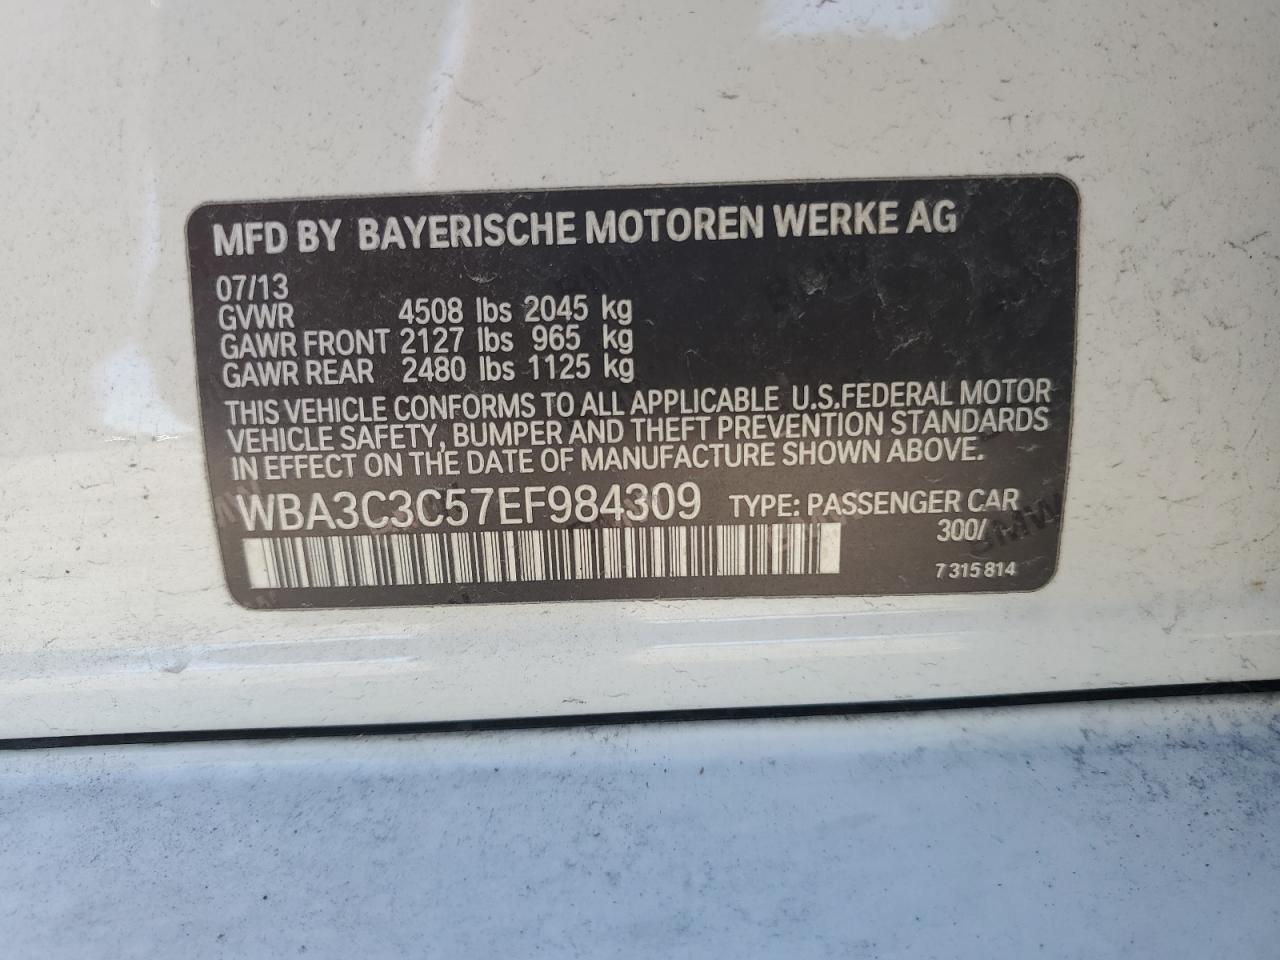 MFD BY BAYERISCHE MOTOREN WERKE AG
07/13
GVWR 4508 lbs 2045 kg
GAWR FRONT 2127 lbs 965 kg
GAWR REAR 2480 lbs 1125 kg
THIS VEHICLE CONFORMS TO ALL APPLICABLE U.S.FEDERAL MOTOR
VEHICLE SAFETY, BUMPER AND THEFT PREVENTION STANDARDS
IN EFFECT ON THE DATE OF MANUFACTURE SHOWN ABOVE.
WBA3C3C57EF984309 TYPE: PASSENGER CAR
300/
7 315 814